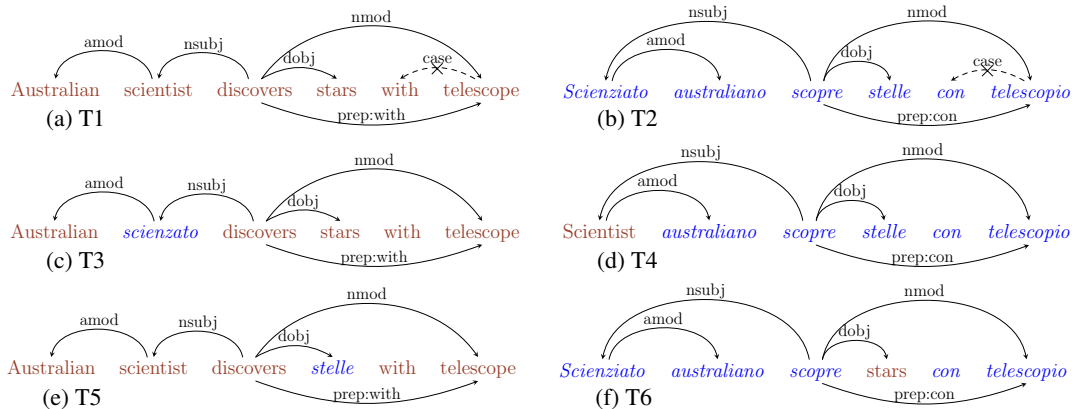 nmod
amod nsubj dobj case
Australian scientist discovers stars with telescope
prep:with
(a) T1
nsubj nmod
amod dobj case
Scienziato australiano scopre stelle con telescopio
prep:con
(b) T2
nmod
amod nsubj dobj
Australian scienzato discovers stars with telescope
prep:with
(c) T3
nsubj nmod
amod dobj
Scientist australiano scopre stelle con telescopio
prep:con
(d) T4
nmod
amod nsubj dobj
Australian scientist discovers stelle with telescope
prep:with
(e) T5
nsubj nmod
amod dobj
Scienziato australiano scopre stars con telescopio
prep:con
(f) T6